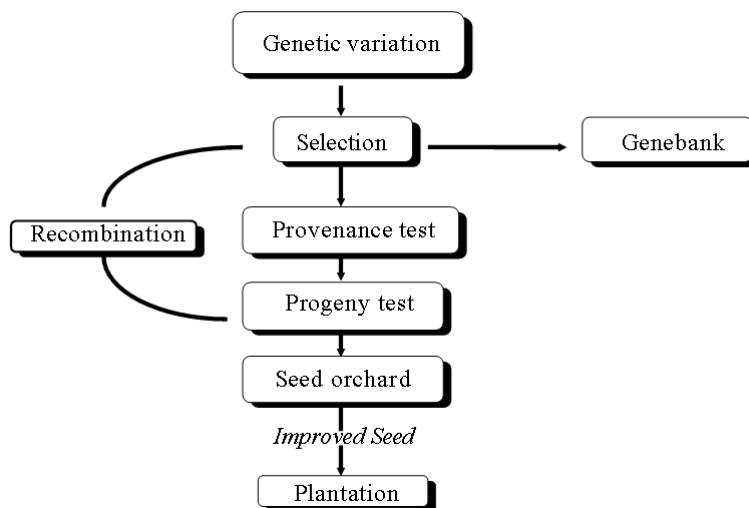 Genetic variation
Selection
Genebank
Recombination
Provenance test
Progeny test
Seed orchard
Improved Seed
Plantation